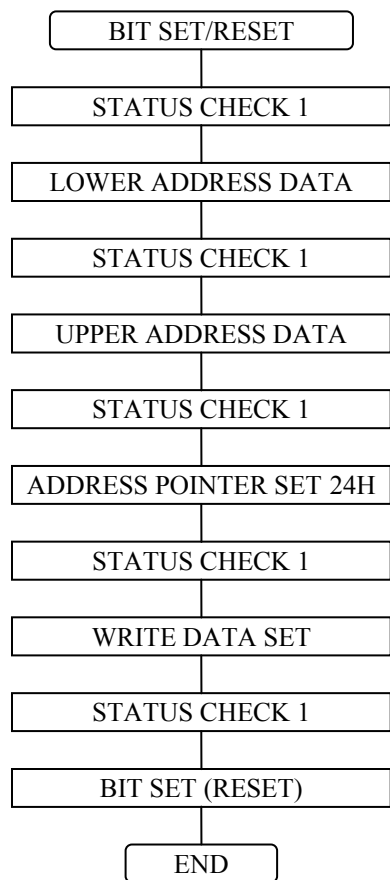 BIT SET/RESET
STATUS CHECK 1
LOWER ADDRESS DATA
STATUS CHECK 1
UPPER ADDRESS DATA
STATUS CHECK 1
ADDRESS POINTER SET 24H
STATUS CHECK 1
WRITE DATA SET
STATUS CHECK 1
BIT SET (RESET)
END